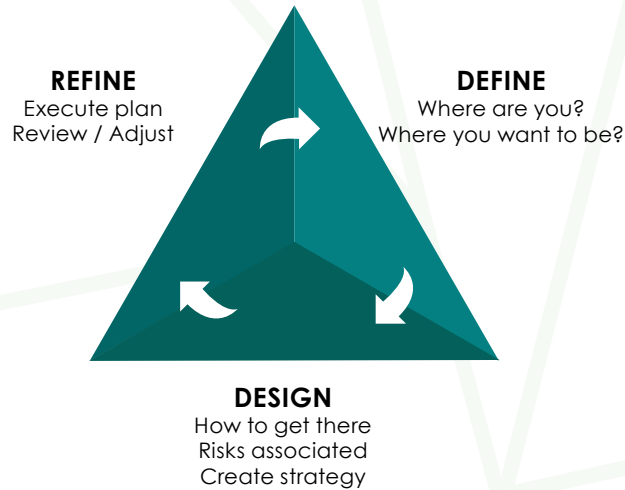 REFINE
Execute plan
Review / Adjust
DEFINE
Where are you?
Where you want to be?
DESIGN
How to get there
Risks associated
Create strategy